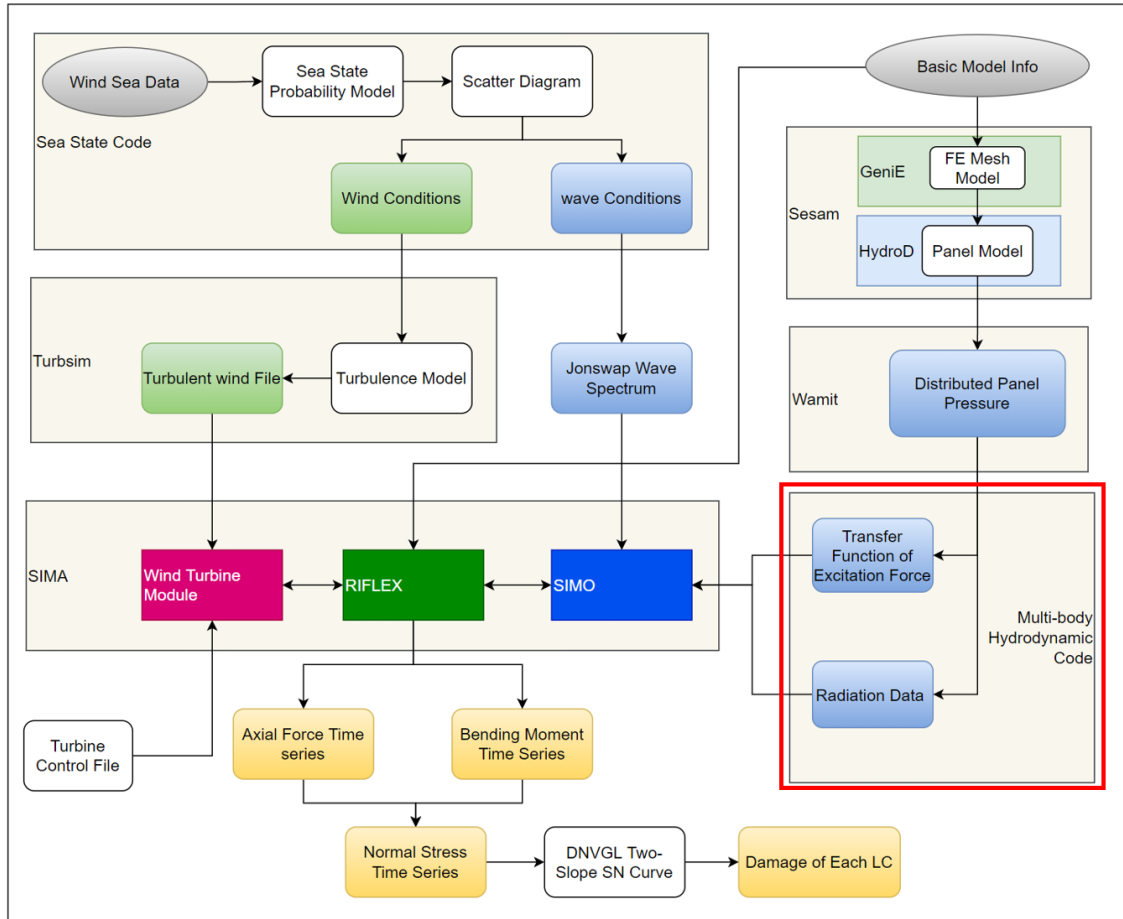 Wind Sea Data
Sea State
Probability Model
Scatter Diagram
Basic Model Info
Sea State Code
GeniE
FE Mesh
Model
Wind Conditions
wave Conditions
Sesam
HydroD
Panel Model
Turbsim
Turbulent wind File
Turbulence Model
Jonswap Wave
Spectrum
Wamit
Distributed Panel
Pressure
SIMA
Wind Turbine
Module
RIFLEX
SIMO
Transfer
Function of
Excitation Force
Multi-body
Hydrodynamic
Code
Radiation Data
Turbine
Control File
Axial Force Time
series
Bending Moment
Time Series
Normal Stress
Time Series
DNVGL Two-
Slope SN Curve
Damage of Each LC